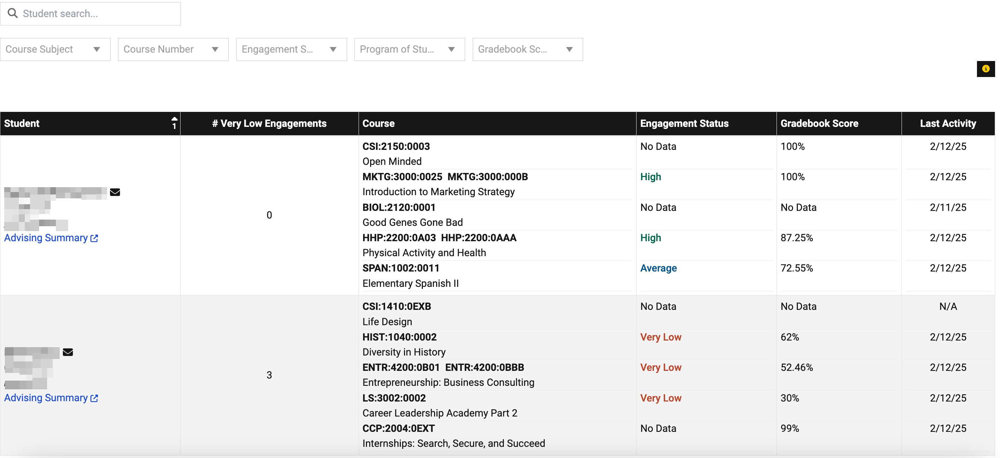 Student search...
Course Subject
Course Number
Engagement S...
Program of Stu...
Gradebook Sc...
Student 1
# Very Low Engagements
Course
Engagement Status
Gradebook Score
Last Activity
Advising Summary
0
CSI:2150:0003 No Data 100% 2/12/25
Open Minded
MKTG:3000:0025 MKTG:3000:000B High 100% 2/12/25
Introduction to Marketing Strategy
BIOL:2120:0001 No Data No Data 2/11/25
Good Genes Gone Bad
HHP:2200:0A03 HHP:2200:0AAA High 87.25% 2/12/25
Physical Activity and Health
SPAN:1002:0011 Average 72.55% 2/12/25
Elementary Spanish II
Advising Summary
3
CSI:1410:0EXB No Data No Data N/A
Life Design
HIST:1040:0002 Very Low 62% 2/12/25
Diversity in History
ENTR:4200:0B01 ENTR:4200:0BBB Very Low 52.46% 2/12/25
Entrepreneurship: Business Consulting
LS:3002:0002 Very Low 30% 2/12/25
Career Leadership Academy Part 2
CCP:2004:0EXT No Data 99% 2/12/25
Internships: Search, Secure, and Succeed